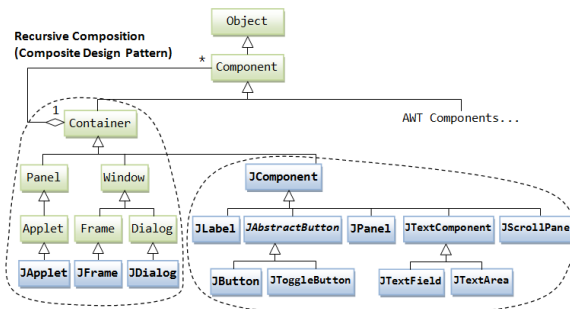 Object
Recursive Composition
(Composite Design Pattern)
*
Component
1
Container
AWT Components...
Panel
Window
JComponent
Applet
Frame
Dialog
JLabel
JAbstractButton
JPanel
JTextComponent
JScrollPane
JApplet
JFrame
JDialog
JButton
JToggleButton
JTextField
JTextArea